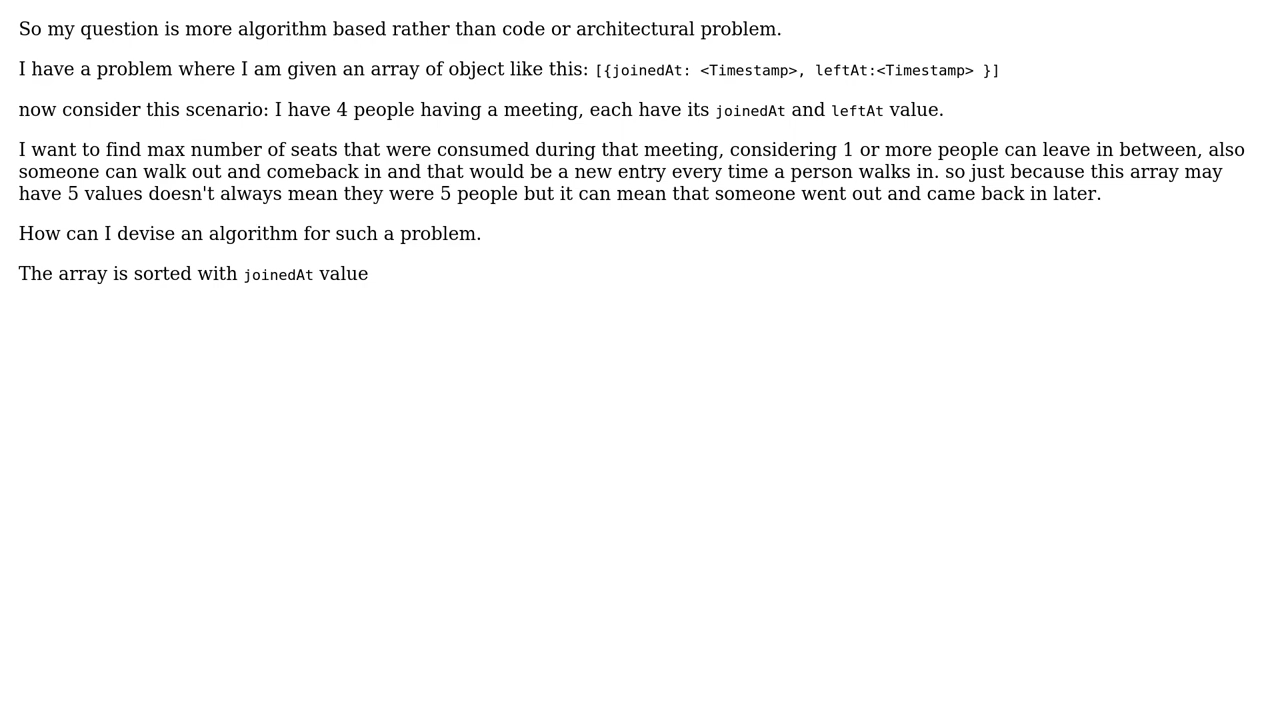 So my question is more algorithm based rather than code or architectural problem.
I have a problem where I am given an array of object like this: [{joinedAt: <Timestamp>, leftAt:<Timestamp> }]
now consider this scenario: I have 4 people having a meeting, each have its joinedAt and leftAt value.
I want to find max number of seats that were consumed during that meeting, considering 1 or more people can leave in between, also
someone can walk out and comeback in and that would be a new entry every time a person walks in. so just because this array may
have 5 values doesn't always mean they were 5 people but it can mean that someone went out and came back in later.
How can I devise an algorithm for such a problem.
The array is sorted with joinedAt value